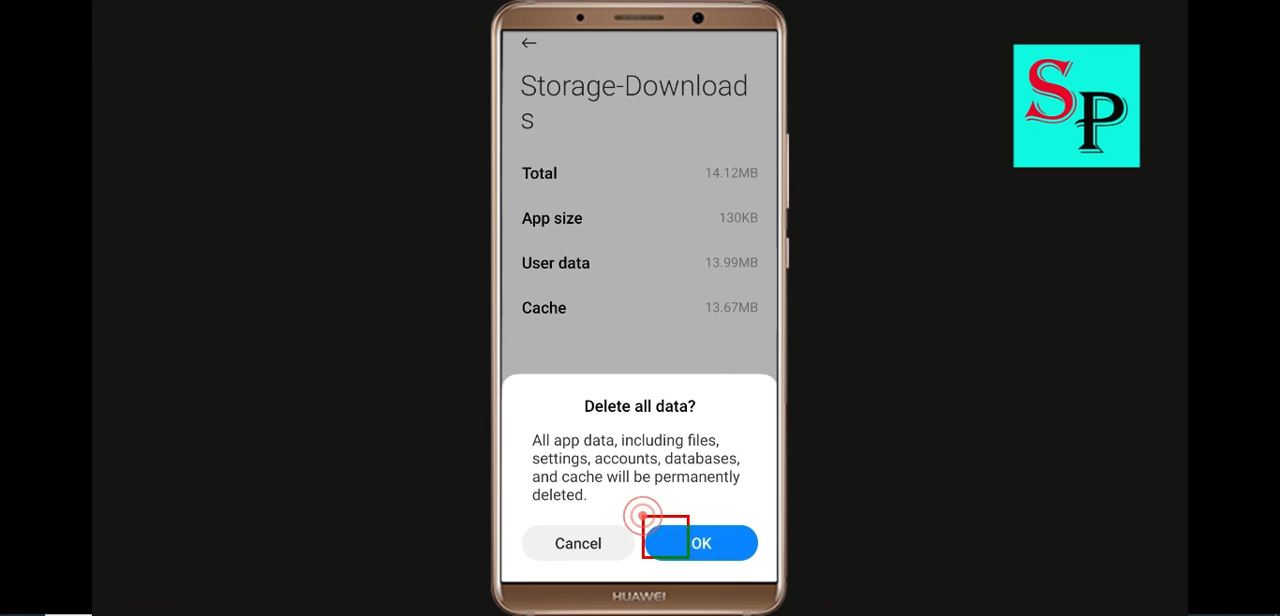 Storage-Download
s
Total 14.12MB
App size 130KB
User data 13.99MB
Cache 13.67MB
Delete all data?
All app data, including files,
settings, accounts, databases,
and cache will be permanently
deleted.
Cancel OK
HUAWEI
SP